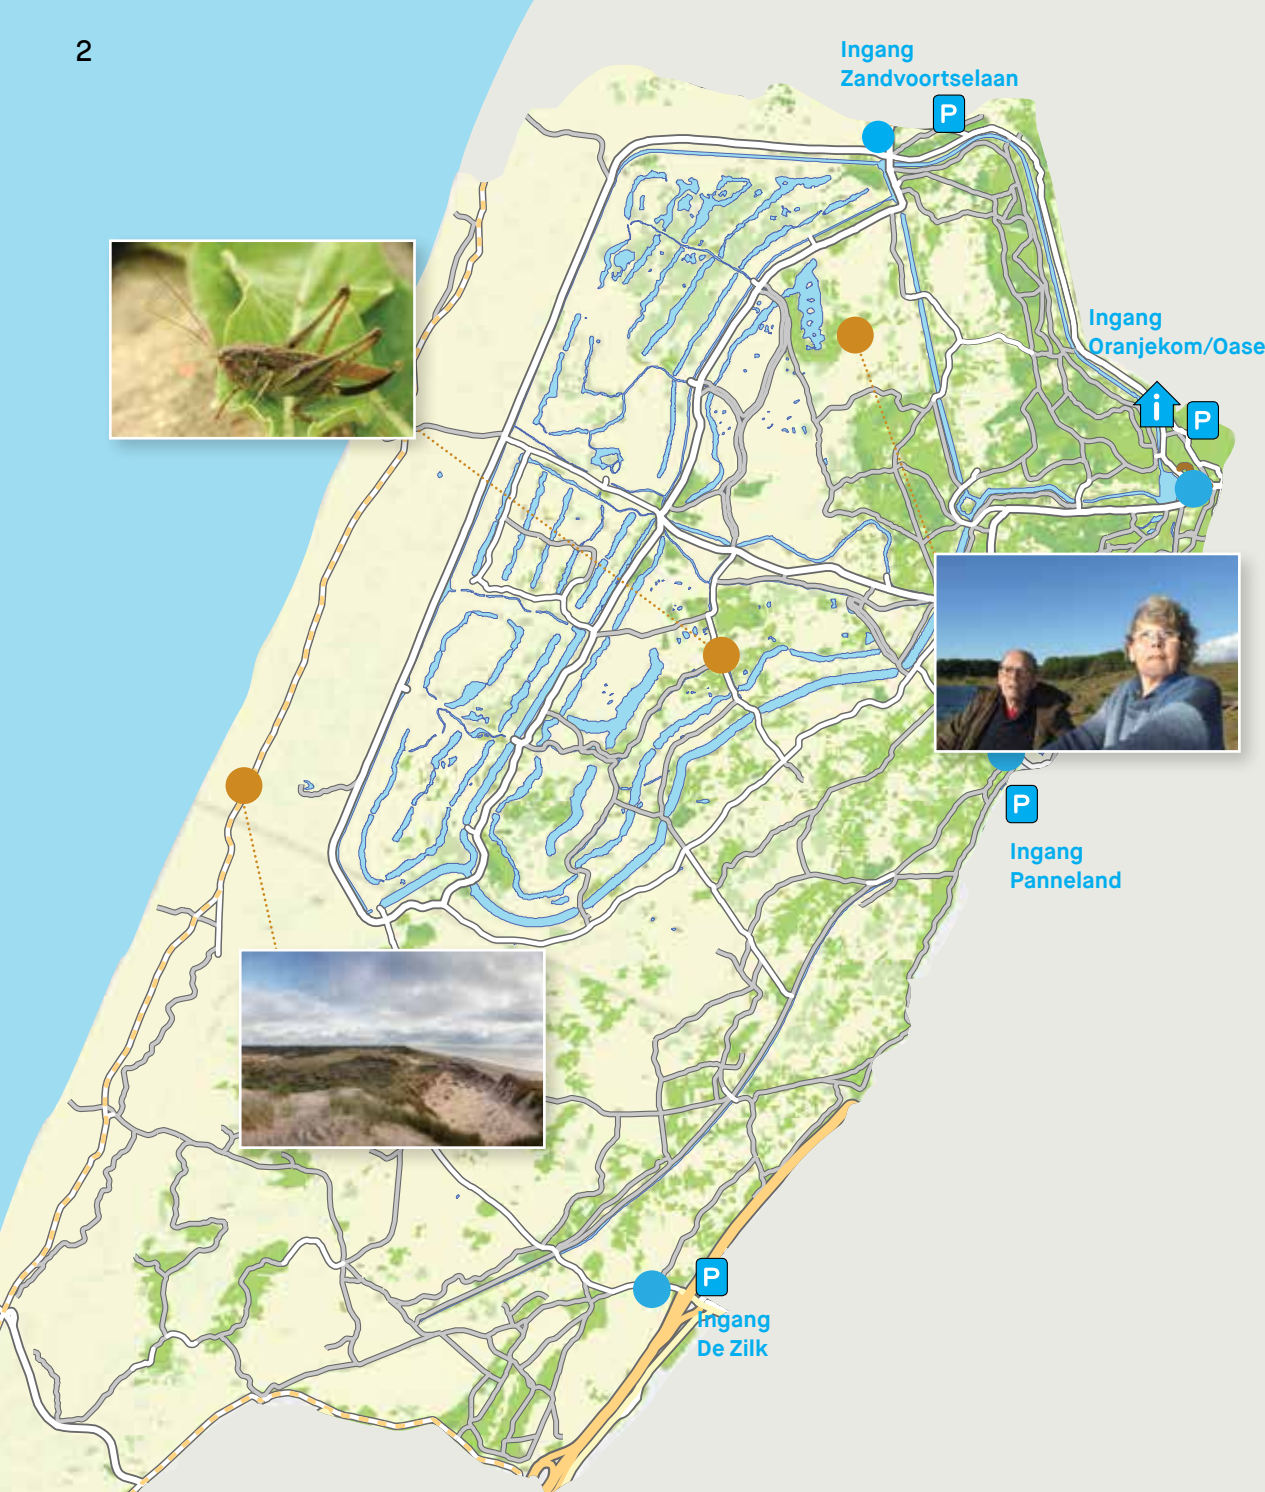 2
Ingang
Zandvoortselaan
P
Ingang
Oranjekom/Oase
i
P
P
Ingang
Panneland
P
Ingang
De Zilk